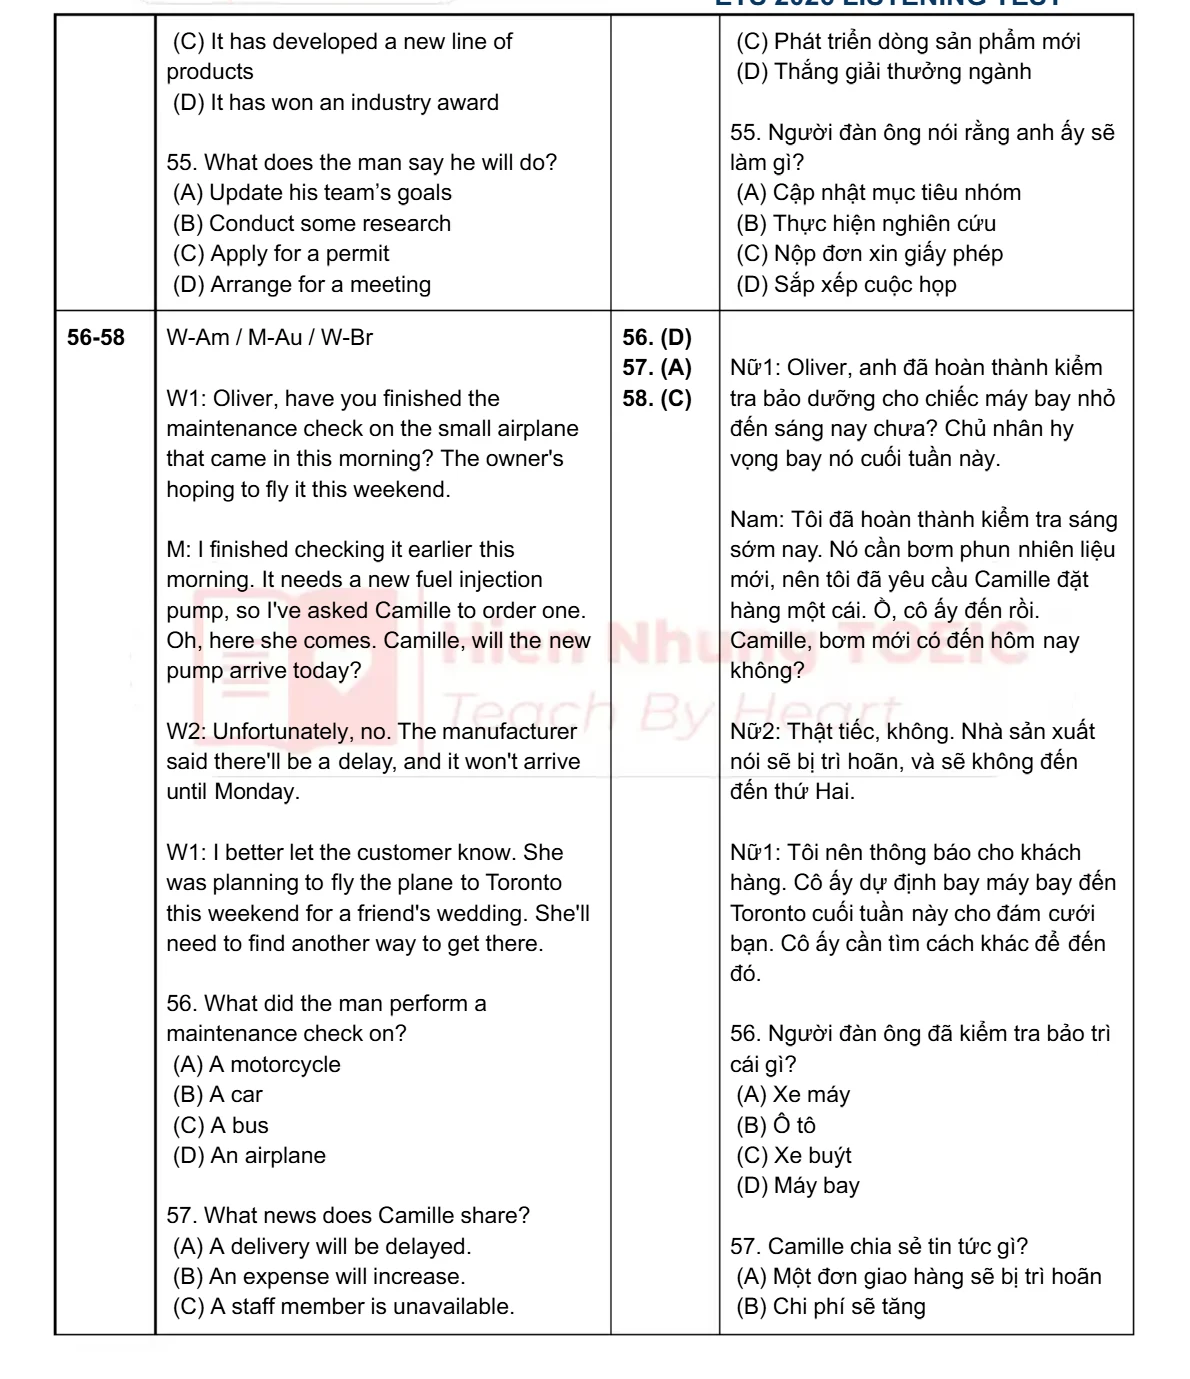 ETS 2026 LISTENING TEST
(C) It has developed a new line of
products
(D) It has won an industry award
55. What does the man say he will do?
(A) Update his team’s goals
(B) Conduct some research
(C) Apply for a permit
(D) Arrange for a meeting
(C) Phát triển dòng sản phẩm mới
(D) Thắng giải thưởng ngành
55. Người đàn ông nói rằng anh ấy sẽ
làm gì?
(A) Cập nhật mục tiêu nhóm
(B) Thực hiện nghiên cứu
(C) Nộp đơn xin giấy phép
(D) Sắp xếp cuộc họp
56-58
W-Am / M-Au / W-Br
W1: Oliver, have you finished the
maintenance check on the small airplane
that came in this morning? The owner's
hoping to fly it this weekend.
M: I finished checking it earlier this
morning. It needs a new fuel injection
pump, so I've asked Camille to order one.
Oh, here she comes. Camille, will the new
pump arrive today?
W2: Unfortunately, no. The manufacturer
said there'll be a delay, and it won't arrive
until Monday.
W1: I better let the customer know. She
was planning to fly the plane to Toronto
this weekend for a friend's wedding. She'll
need to find another way to get there.
56. What did the man perform a
maintenance check on?
(A) A motorcycle
(B) A car
(C) A bus
(D) An airplane
57. What news does Camille share?
(A) A delivery will be delayed.
(B) An expense will increase.
(C) A staff member is unavailable.
56. (D)
57. (A)
58. (C)
Nữ1: Oliver, anh đã hoàn thành kiểm
tra bảo dưỡng cho chiếc máy bay nhỏ
đến sáng nay chưa? Chủ nhân hy
vọng bay nó cuối tuần này.
Nam: Tôi đã hoàn thành kiểm tra sáng
sớm nay. Nó cần bơm phun nhiên liệu
mới, nên tôi đã yêu cầu Camille đặt
hàng một cái. Ồ, cô ấy đến rồi.
Camille, bơm mới có đến hôm nay
không?
Nữ2: Thật tiếc, không. Nhà sản xuất
nói sẽ bị trì hoãn, và sẽ không đến
đến thứ Hai.
Nữ1: Tôi nên thông báo cho khách
hàng. Cô ấy dự định bay máy bay đến
Toronto cuối tuần này cho đám cưới
bạn. Cô ấy cần tìm cách khác để đến
đó.
56. Người đàn ông đã kiểm tra bảo trì
cái gì?
(A) Xe máy
(B) Ô tô
(C) Xe buýt
(D) Máy bay
57. Camille chia sẻ tin tức gì?
(A) Một đơn giao hàng sẽ bị trì hoãn
(B) Chi phí sẽ tăng
Hien Nhung TOEIC
Teach By Heart